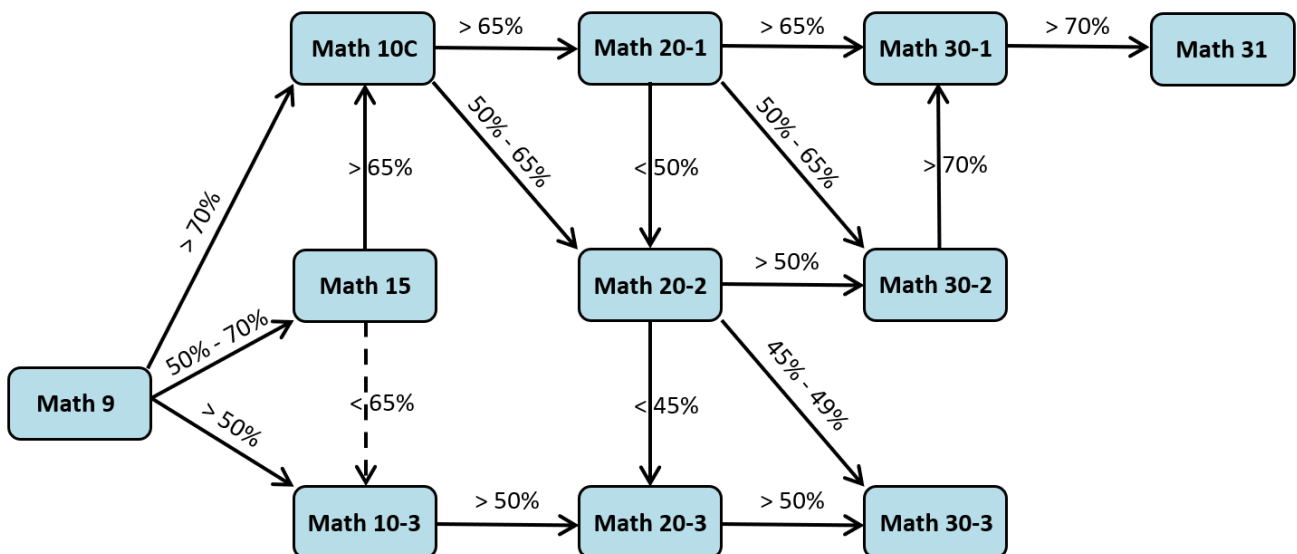 > 65%
> 65%
> 70%
Math 10C
Math 20-1
Math 30-1
Math 31
50% - 65%
50% - 65%
> 65%
< 50%
> 70%
> 70%
> 50%
Math 15
Math 20-2
Math 30-2
50% - 70%
45% - 49%
Math 9
< 65%
< 45%
> 50%
> 50%
> 50%
Math 10-3
Math 20-3
Math 30-3